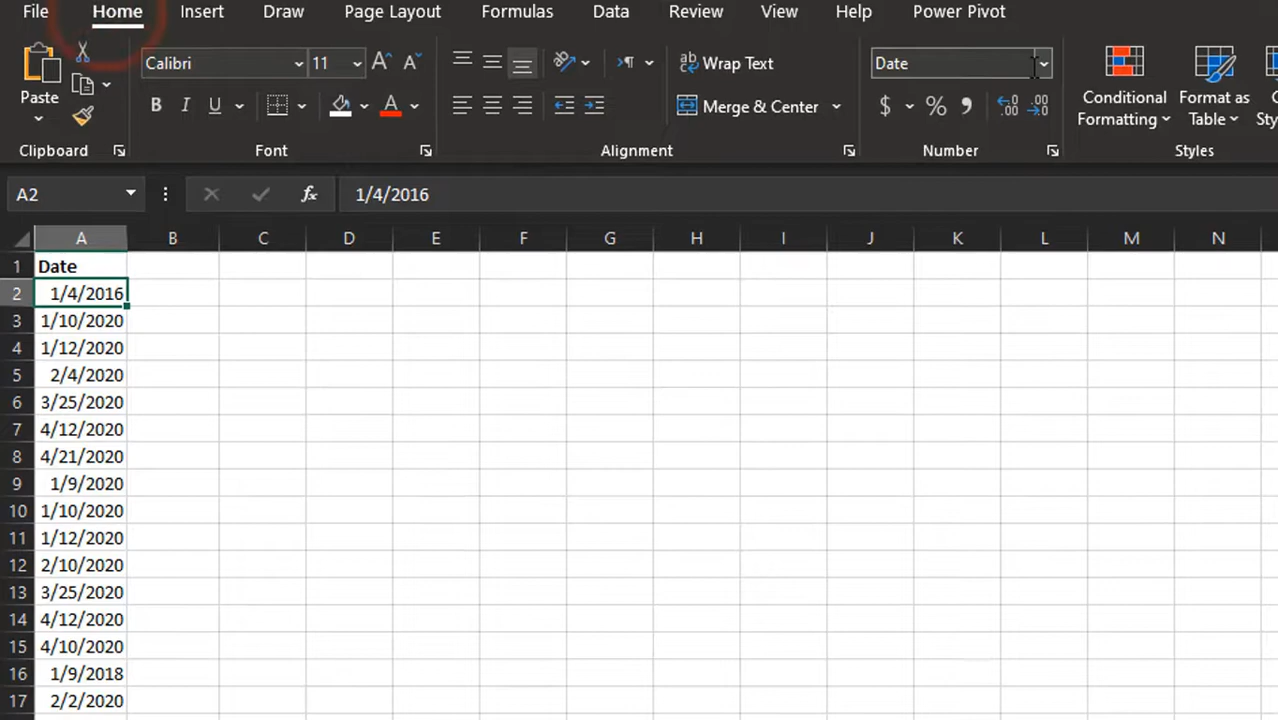 File Home Insert Draw Page Layout Formulas Data Review View Help Power Pivot
Calibri 11 Wrap Text Date
Paste B I U A Merge & Center $ % Conditional Formatting Format as Table
Clipboard Font Alignment Number Styles
A2 fx 1/4/2016
A B C D E F G H I J K L M N
1 Date
2 1/4/2016
3 1/10/2020
4 1/12/2020
5 2/4/2020
6 3/25/2020
7 4/12/2020
8 4/21/2020
9 1/9/2020
10 1/10/2020
11 1/12/2020
12 2/10/2020
13 3/25/2020
14 4/12/2020
15 4/10/2020
16 1/9/2018
17 2/2/2020